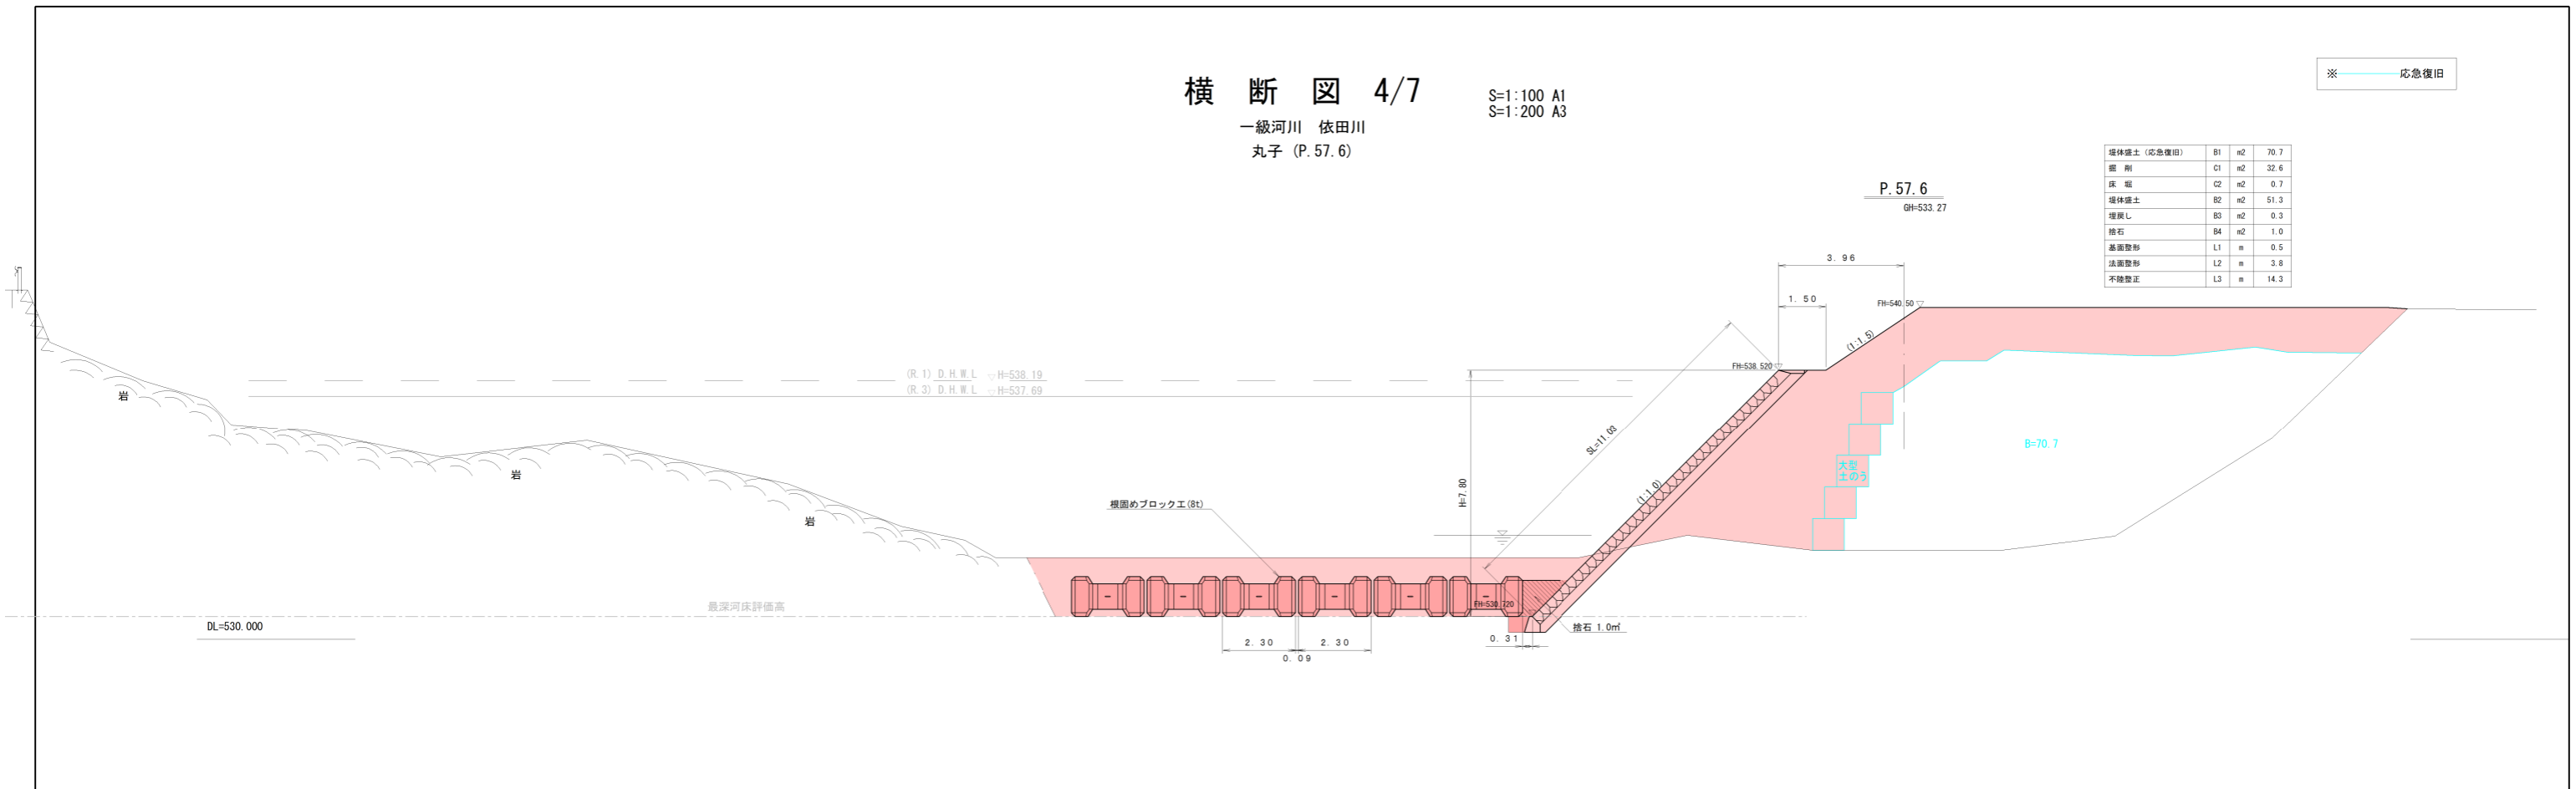 横 断 図 4/7
S=1:100 A1
S=1:200 A3
一級河川 依田川
丸子 (P.57.6)
※ 応急復旧
堤体盛土（応急復旧） B1 m2 70.7
掘 削 C1 m2 32.6
床 堀 C2 m2 0.7
堤体盛土 B2 m2 51.3
埋戻し B3 m2 0.3
捨石 B4 m2 1.0
基面整形 L1 m 0.5
法面整形 L2 m 3.8
不陸整正 L3 m 14.3
P.57.6
GH=533.27
3.96
1.50
FH=540.50
(1:1.5)
FH=538.520
(R.1) D.H.W.L H=538.19
(R.3) D.H.W.L H=537.69
岩
岩
岩
SL=11.03
H=7.80
(1:1.0)
大型
土のう
B=70.7
根固めブロック工(8t)
FH=530.720
最深河床評価高
DL=530.000
捨石 1.0㎡
0.31
2.30
2.30
0.09